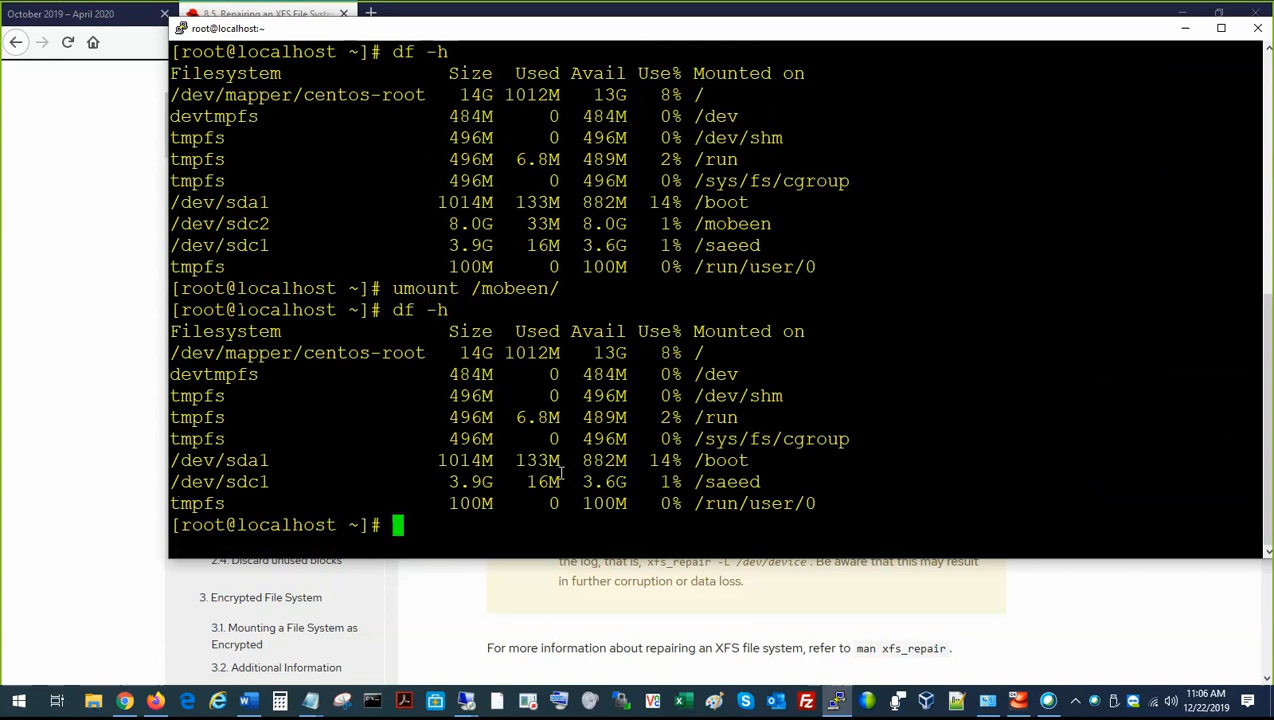 October 2019 – April 2020
8.5. Repairing an XFS File System
root@localhost:~
[root@localhost ~]# df -h
Filesystem Size Used Avail Use% Mounted on
/dev/mapper/centos-root 14G 1012M 13G 8% /
devtmpfs 484M 0 484M 0% /dev
tmpfs 496M 0 496M 0% /dev/shm
tmpfs 496M 6.8M 489M 2% /run
tmpfs 496M 0 496M 0% /sys/fs/cgroup
/dev/sda1 1014M 133M 882M 14% /boot
/dev/sdc2 8.0G 33M 8.0G 1% /mobeen
/dev/sdc1 3.9G 16M 3.6G 1% /saeed
tmpfs 100M 0 100M 0% /run/user/0
[root@localhost ~]# umount /mobeen/
[root@localhost ~]# df -h
Filesystem Size Used Avail Use% Mounted on
/dev/mapper/centos-root 14G 1012M 13G 8% /
devtmpfs 484M 0 484M 0% /dev
tmpfs 496M 0 496M 0% /dev/shm
tmpfs 496M 6.8M 489M 2% /run
tmpfs 496M 0 496M 0% /sys/fs/cgroup
/dev/sda1 1014M 133M 882M 14% /boot
/dev/sdc1 3.9G 16M 3.6G 1% /saeed
tmpfs 100M 0 100M 0% /run/user/0
[root@localhost ~]#
2.4. Discard unused blocks
3. Encrypted File System
3.1. Mounting a File System as
Encrypted
3.2. Additional Information
the log, that is, xfs_repair -L /dev/device. Be aware that this may result
in further corruption or data loss.
For more information about repairing an XFS file system, refer to man xfs_repair.
11:06 AM
12/22/2019